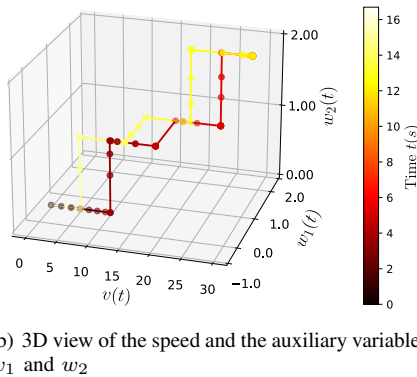 2.00
1.00
0.00
w₂(t)
2.0
1.0
0.0
−1.0
w₁(t)
0 5 10 15 20 25 30
v(t)
16
14
12
10
8
6
4
2
0
Time t(s)
) 3D view of the speed and the auxiliary variable
and w₂